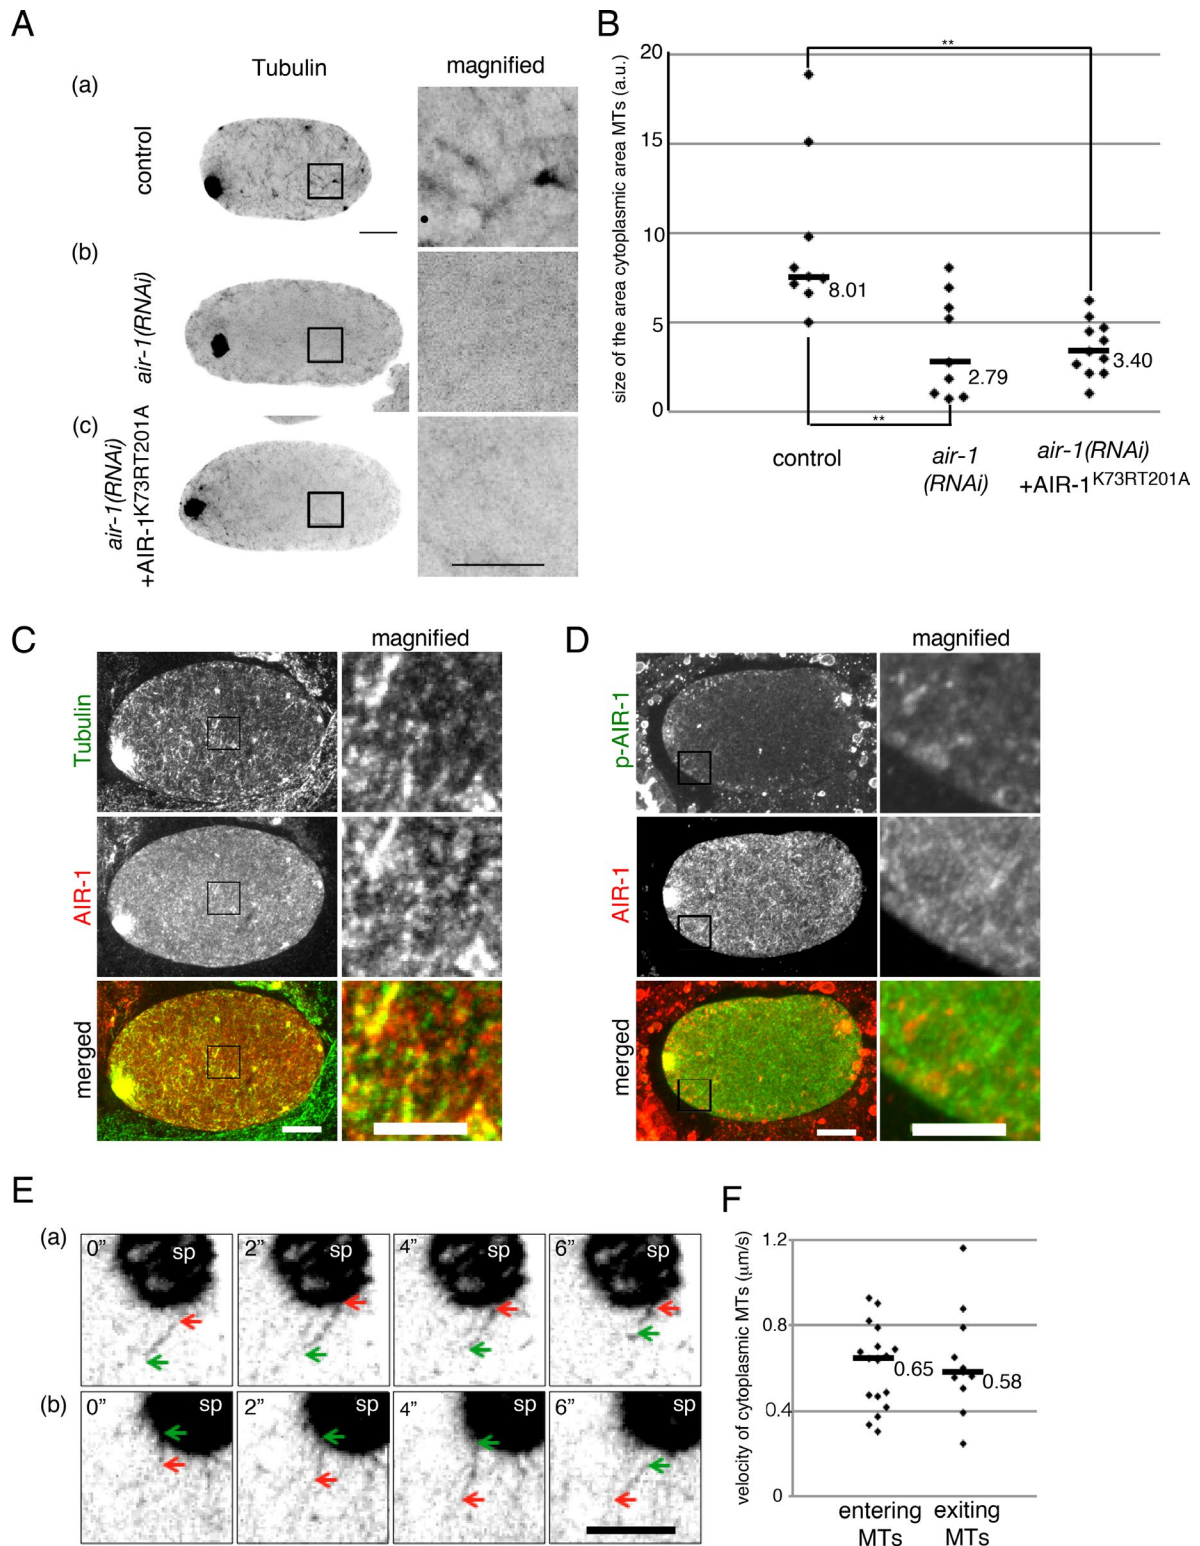 A
Tubulin
magnified
(a)
control
(b)
air-1(RNAi)
(c)
air-1(RNAi)
+AIR-1K73RT201A
B
size of the area cytoplasmic area MTs (a.u.)
20
15
10
5
0
**
8.01
2.79
3.40
**
control
air-1
(RNAi)
air-1(RNAi)
+AIR-1K73RT201A
C
magnified
Tubulin
AIR-1
merged
D
magnified
p-AIR-1
AIR-1
merged
E
(a)
0” sp
2” sp
4” sp
6” sp
(b)
0” sp
2” sp
4” sp
6” sp
F
velocity of cytoplasmic MTs (μm/s)
1.2
0.8
0.4
0
0.65
0.58
entering
MTs
exiting
MTs